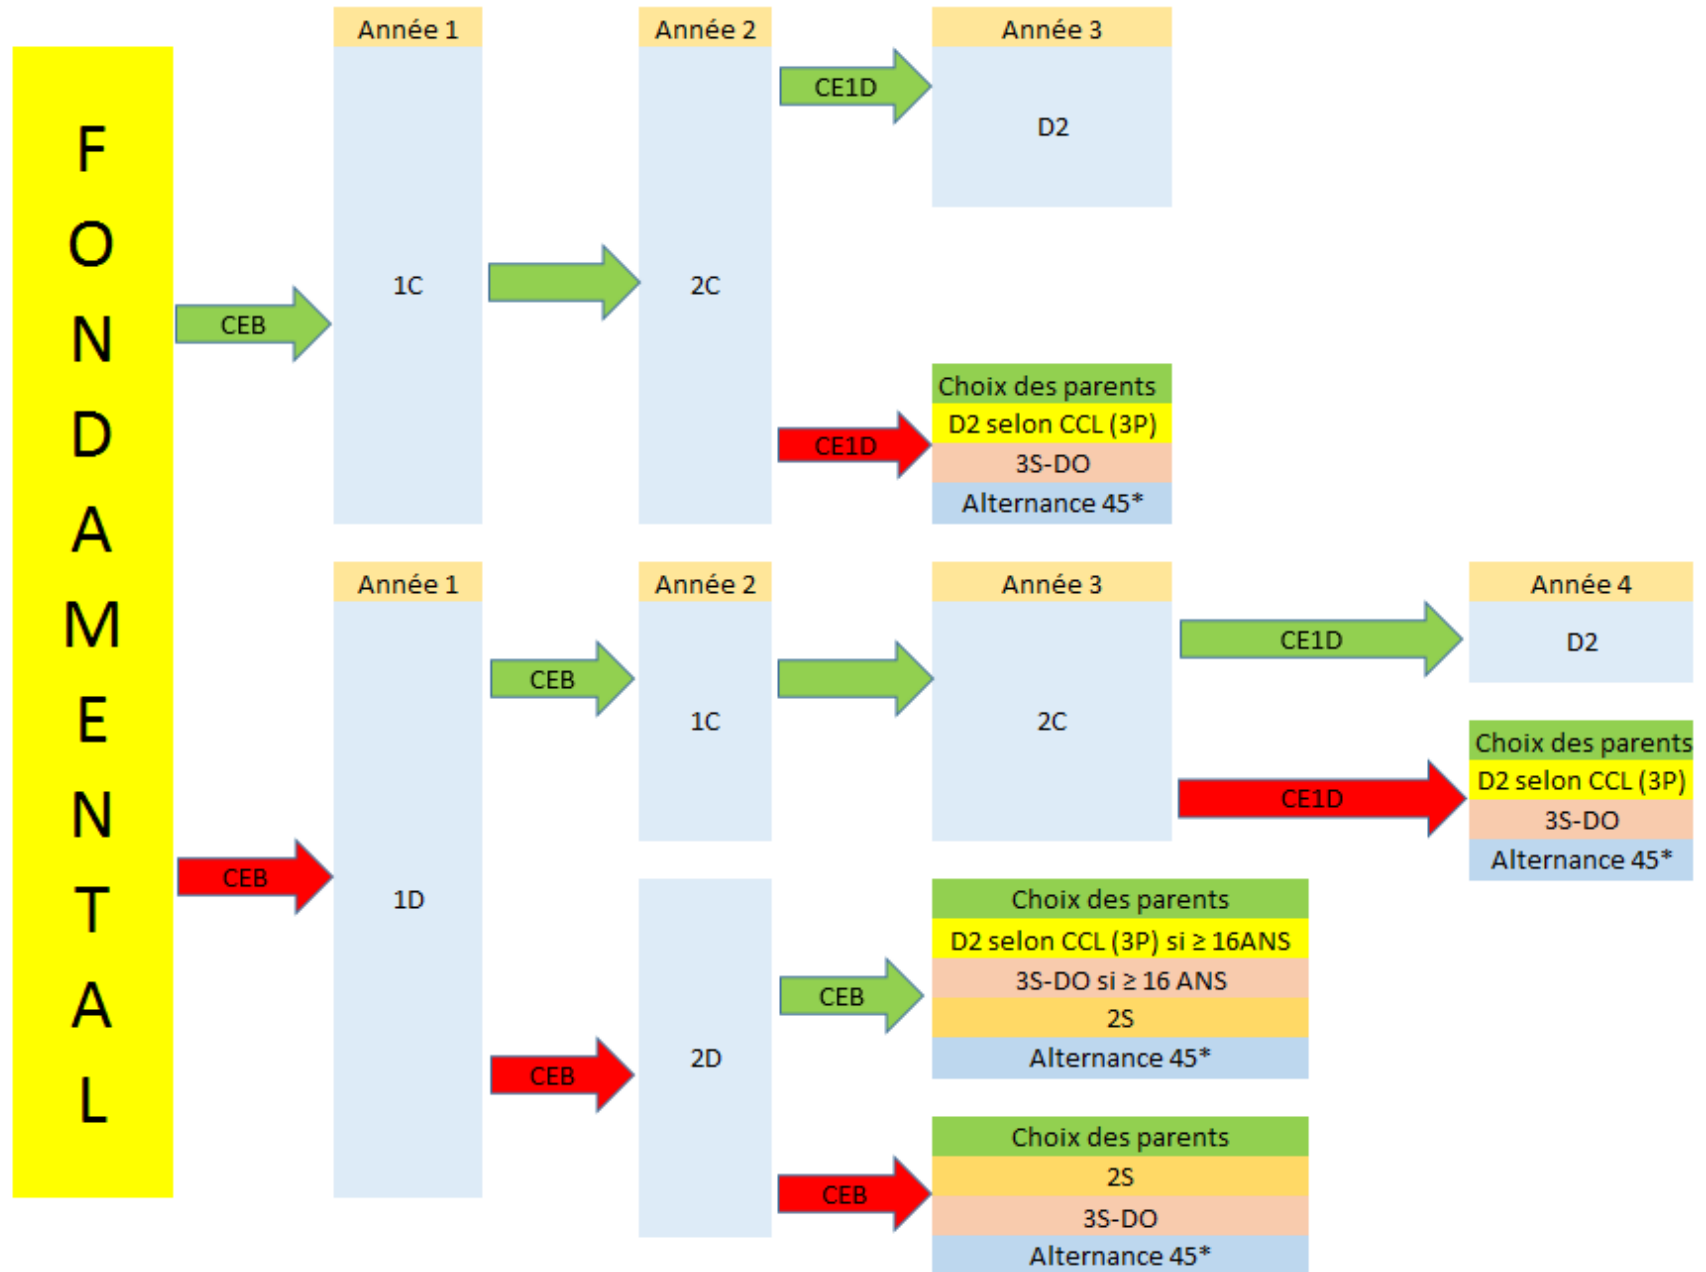 FONDAMENTAL
CEB
Année 1
1C
Année 2
2C
CE1D
Année 3
D2
CE1D
Choix des parents
D2 selon CCL (3P)
3S-DO
Alternance 45*
CEB
Année 1
1D
CEB
Année 2
1C
Année 3
2C
CE1D
Année 4
D2
CE1D
Choix des parents
D2 selon CCL (3P)
3S-DO
Alternance 45*
CEB
2D
CEB
Choix des parents
D2 selon CCL (3P) si ≥ 16ANS
3S-DO si ≥ 16 ANS
2S
Alternance 45*
CEB
Choix des parents
2S
3S-DO
Alternance 45*